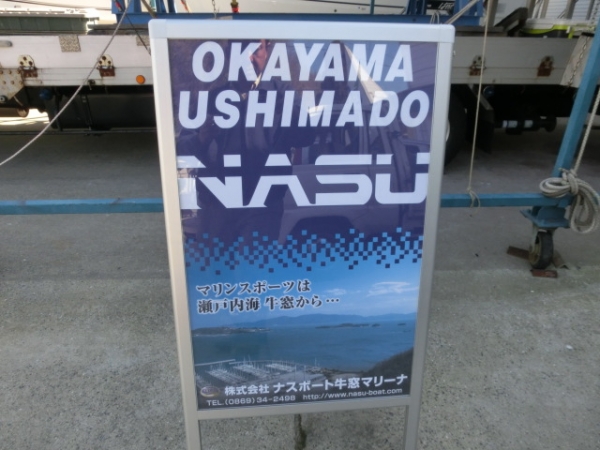 OKAYAMA
USHIMADO
NASU
マリンスポーツは
瀬戸内海 牛窓から…
株式会社 ナスボート牛窓マリーナ
TEL.(0869)34-2498 http://www.nasu-boat.com